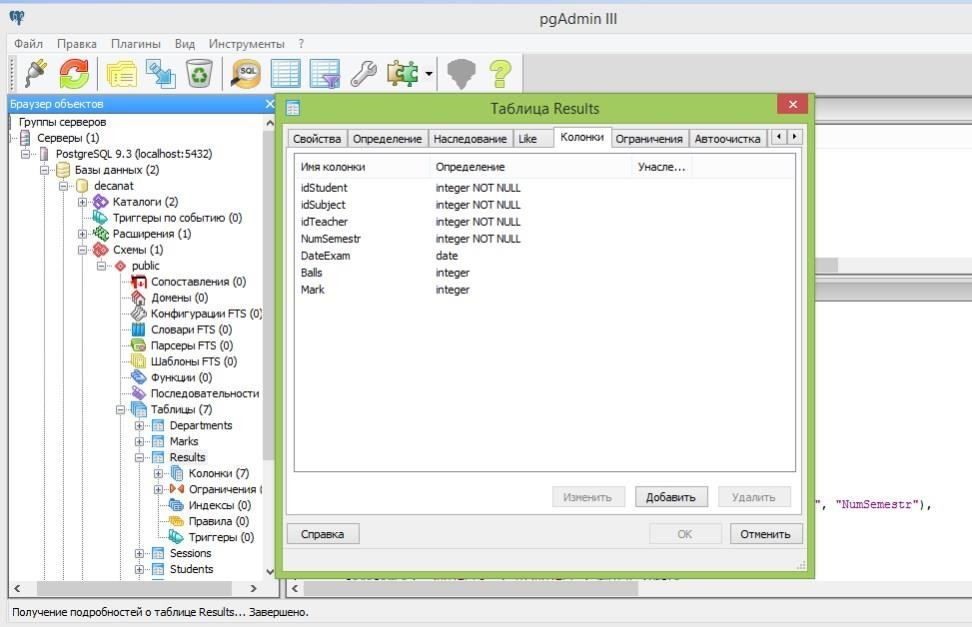 pgAdmin III
Файл Правка Плагины Вид Инструменты ?
SQL
Браузер объектов
Группы серверов
Серверы (1)
PostgreSQL 9.3 (localhost:5432)
Базы данных (2)
decanat
Каталоги (2)
Триггеры по событию (0)
Расширения (1)
Схемы (1)
public
Сопоставления (0)
Домены (0)
Конфигурации FTS (0)
Словари FTS (0)
Парсеры FTS (0)
Шаблоны FTS (0)
Функции (0)
Последовательности
Таблицы (7)
Departments
Marks
Results
Колонки (7)
Ограничения (
Индексы (0)
Правила (0)
Триггеры (0)
Sessions
Students
Таблица Results
Свойства Определение Наследование Like Колонки Ограничения Автоочистка
Имя колонки Определение Унасле...
idStudent integer NOT NULL
idSubject integer NOT NULL
idTeacher integer NOT NULL
NumSemestr integer NOT NULL
DateExam date
Balls integer
Mark integer
Изменить Добавить Удалить
Справка OK Отменить
", "NumSemestr"),
Получение подробностей о таблице Results... Завершено.